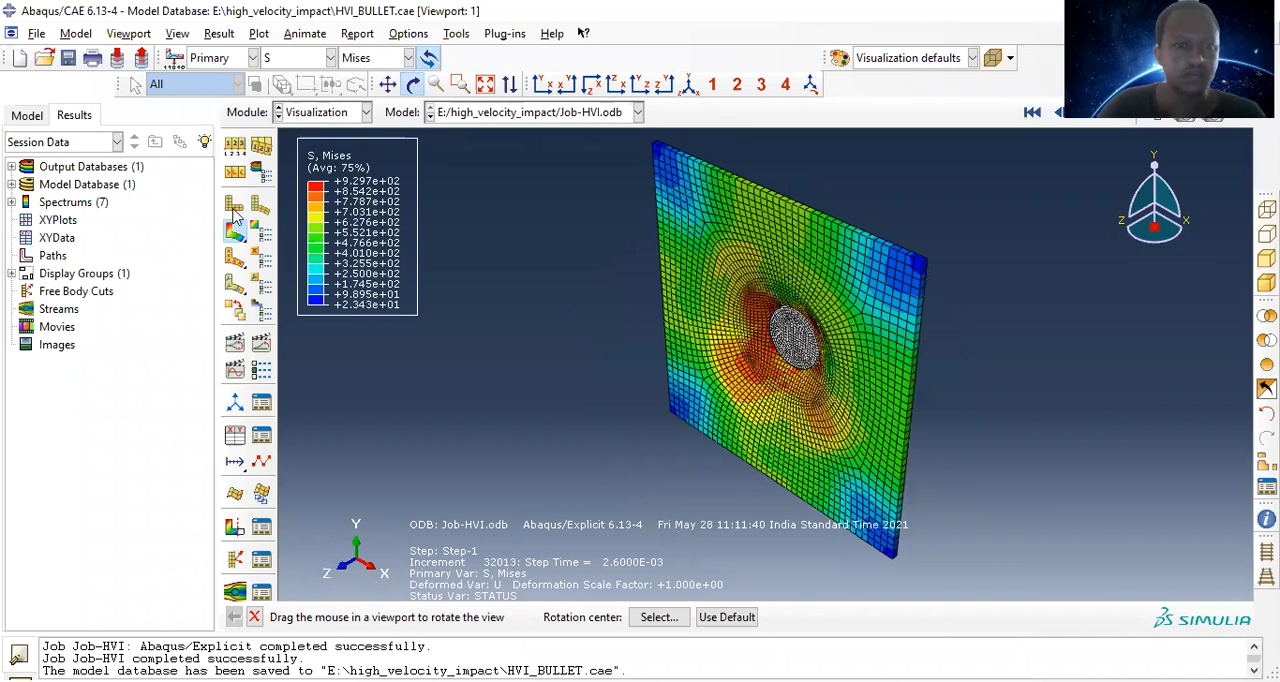 Abaqus/CAE 6.13-4 - Model Database: E:\high_velocity_impact\HVI_BULLET.cae [Viewport: 1]
File Model Viewport View Result Plot Animate Report Options Tools Plug-ins Help
Primary S Mises Visualization defaults
All 1 2 3 4
Model Results Module: Visualization Model: E:/high_velocity_impact/Job-HVI.odb
Session Data
Output Databases (1)
Model Database (1)
Spectrums (7)
XYPlots
XYData
Paths
Display Groups (1)
Free Body Cuts
Streams
Movies
Images
S, Mises
(Avg: 75%)
+9.297e+02
+8.542e+02
+7.787e+02
+7.031e+02
+6.276e+02
+5.521e+02
+4.766e+02
+4.010e+02
+3.255e+02
+2.500e+02
+1.745e+02
+9.895e+01
+2.343e+01
Y
Z X
Y
Z X
ODB: Job-HVI.odb Abaqus/Explicit 6.13-4 Fri May 28 11:11:40 India Standard Time 2021
Step: Step-1
Increment 32013: Step Time = 2.6000E-03
Primary Var: S, Mises
Deformed Var: U Deformation Scale Factor: +1.000e+00
Status Var: STATUS
Drag the mouse in a viewport to rotate the view Rotation center: Select... Use Default
SIMULIA
Job Job-HVI: Abaqus/Explicit completed successfully.
Job Job-HVI completed successfully.
The model database has been saved to "E:\high_velocity_impact\HVI_BULLET.cae".